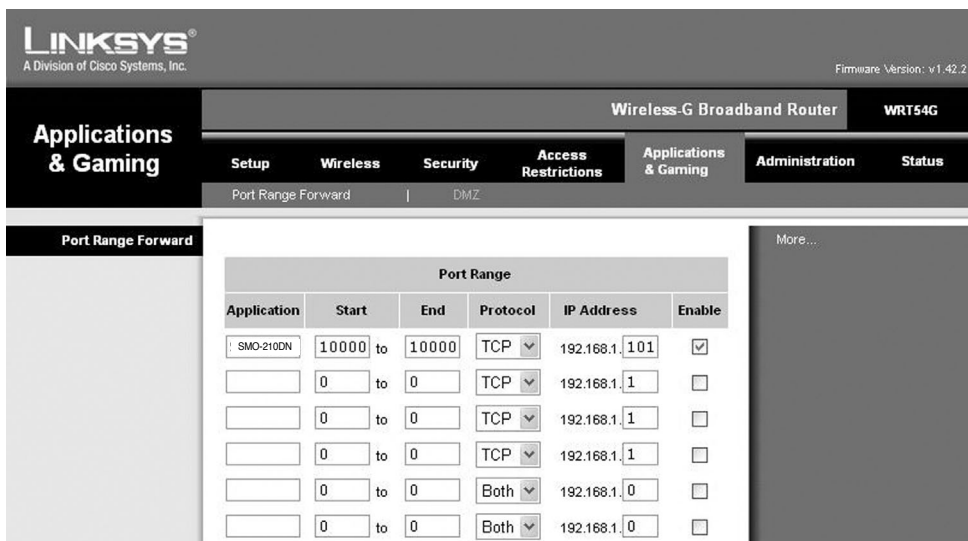 LINKSYS®
A Division of Cisco Systems, Inc.
Firmware Version: v1.42.2
Wireless-G Broadband Router WRT54G
Applications & Gaming
Setup Wireless Security Access Restrictions Applications & Gaming Administration Status
Port Range Forward | DMZ
Port Range Forward
More...
Port Range
Application Start End Protocol IP Address Enable
SMO-210DN 10000 to 10000 TCP 192.168.1. 101
0 to 0 TCP 192.168.1. 1
0 to 0 TCP 192.168.1. 1
0 to 0 TCP 192.168.1. 1
0 to 0 Both 192.168.1. 0
0 to 0 Both 192.168.1. 0